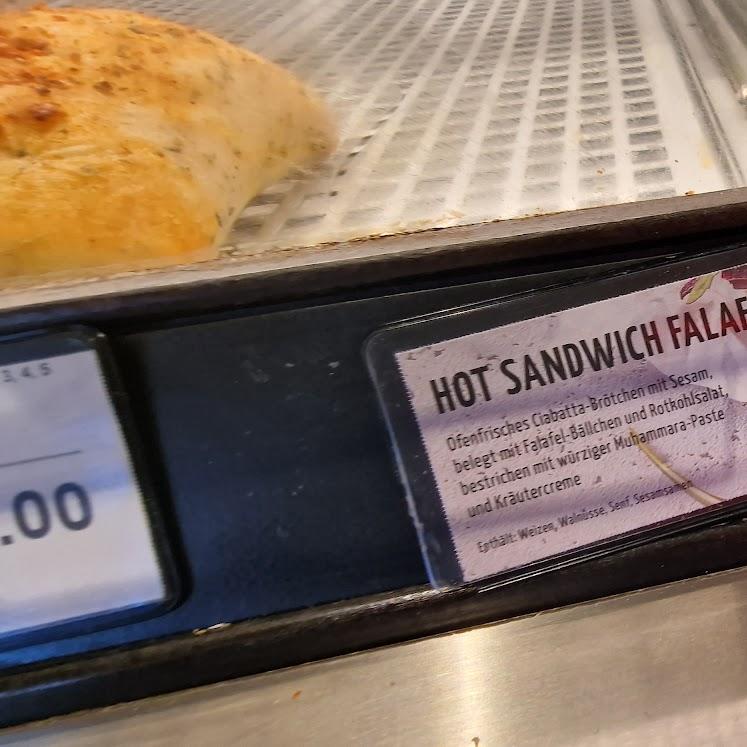 3, 4, 5
.00
HOT SANDWICH FALAF
Ofenfrisches Ciabatta-Brötchen mit Sesam,
belegt mit Falafel-Bällchen und Rotkohlsalat,
bestrichen mit würziger Muhammara-Paste
und Kräutercreme
Enthält: Weizen, Walnüsse, Senf, Sesamsamen